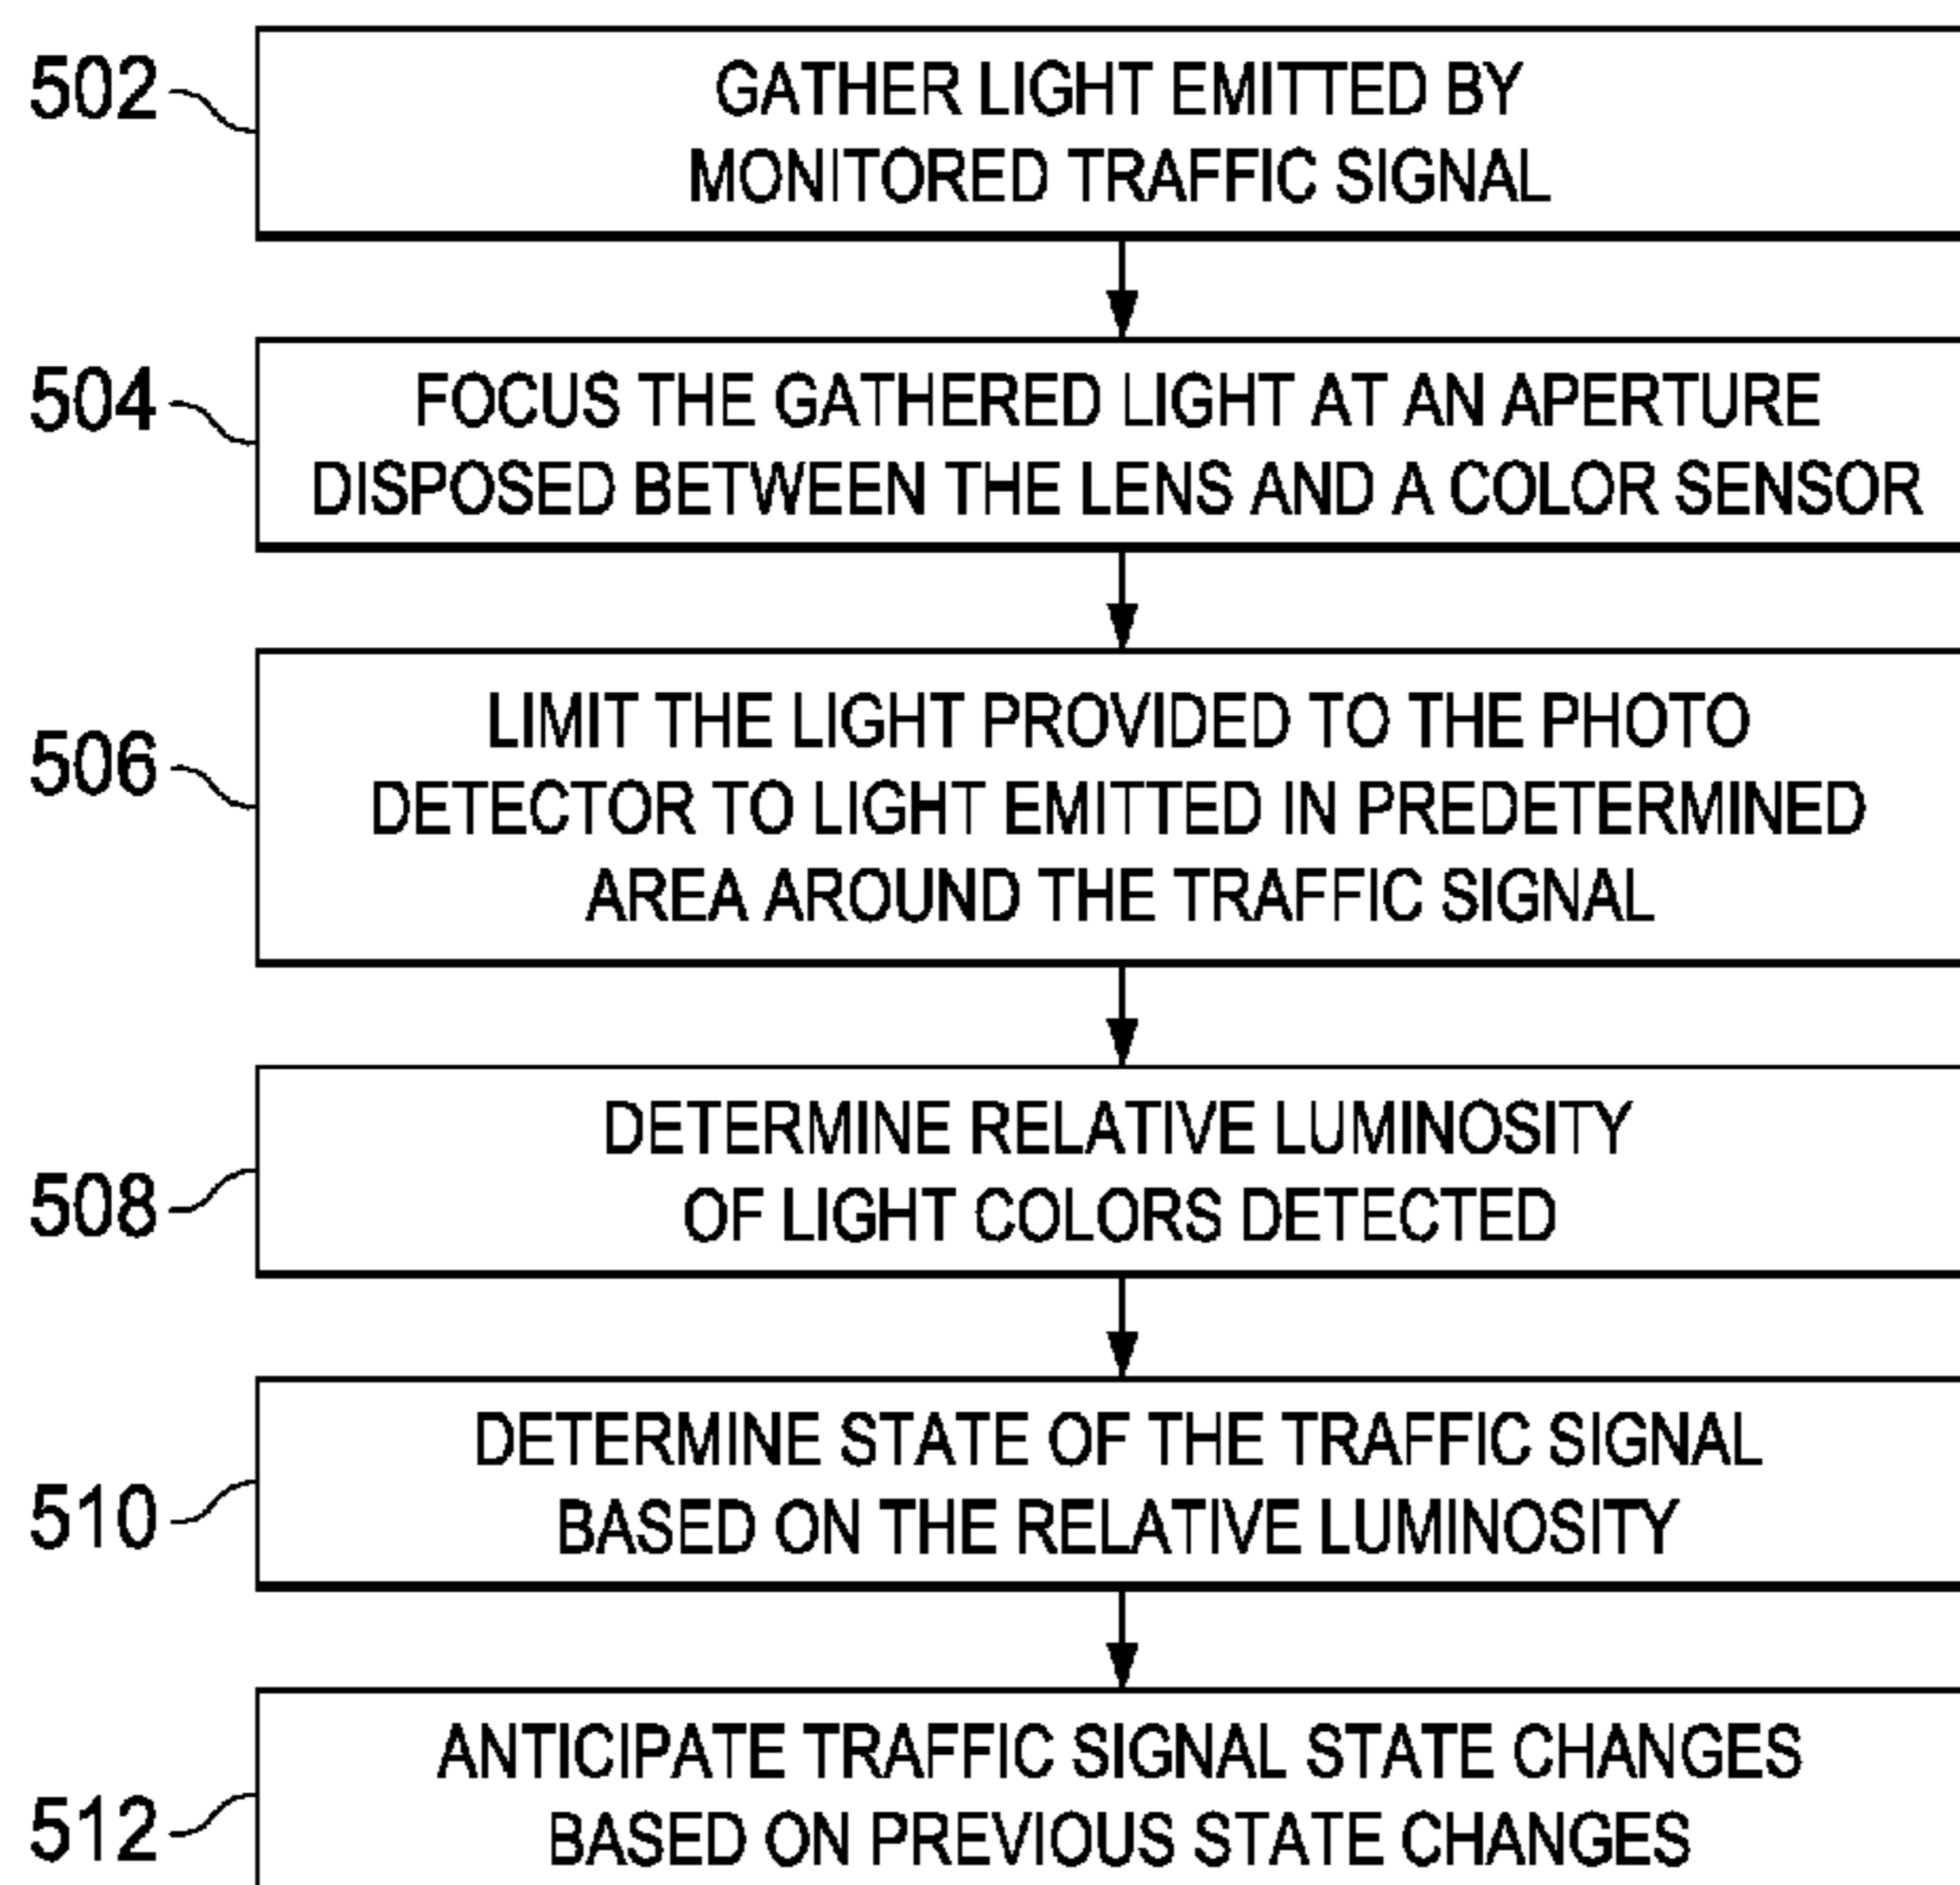 502
GATHER LIGHT EMITTED BY
MONITORED TRAFFIC SIGNAL
504
FOCUS THE GATHERED LIGHT AT AN APERTURE
DISPOSED BETWEEN THE LENS AND A COLOR SENSOR
506
LIMIT THE LIGHT PROVIDED TO THE PHOTO
DETECTOR TO LIGHT EMITTED IN PREDETERMINED
AREA AROUND THE TRAFFIC SIGNAL
508
DETERMINE RELATIVE LUMINOSITY
OF LIGHT COLORS DETECTED
510
DETERMINE STATE OF THE TRAFFIC SIGNAL
BASED ON THE RELATIVE LUMINOSITY
512
ANTICIPATE TRAFFIC SIGNAL STATE CHANGES
BASED ON PREVIOUS STATE CHANGES